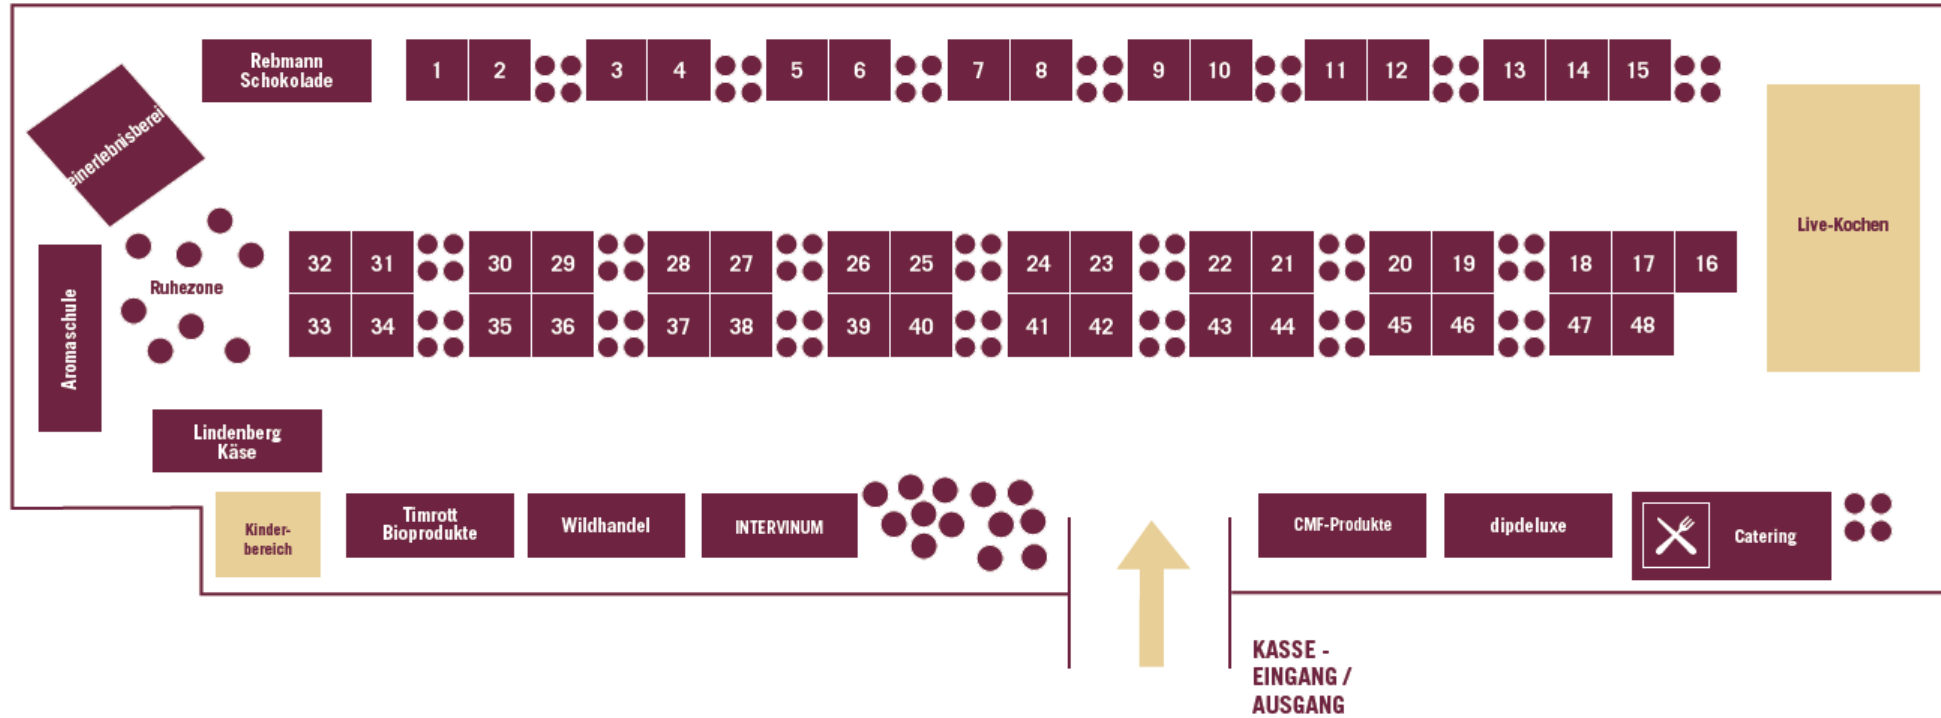 Rebmann
Schokolade
1 2 3 4 5 6 7 8 9 10 11 12 13 14 15
einerlebnisberei
Live-Kochen
32 31 30 29 28 27 26 25 24 23 22 21 20 19 18 17 16
Ruhezone
33 34 35 36 37 38 39 40 41 42 43 44 45 46 47 48
Aromaschule
Lindenberg
Käse
Kinder-
bereich
Timrott
Bioprodukte
Wildhandel
INTERVINUM
CMF-Produkte
dipdeluxe
Catering
KASSE -
EINGANG /
AUSGANG